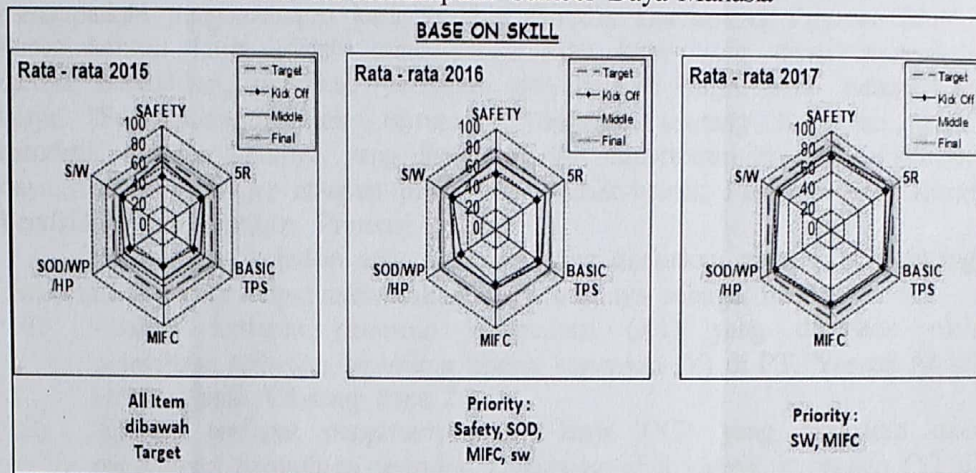 BASE ON SKILL
Rata - rata 2015
Target
Kick Off
Middle
Final
SAFETY
5R
BASIC
TPS
MIFC
SOD/WP
/HP
S/W
100
80
60
40
20
0
All Item
dibawah
Target
Rata - rata 2016
Target
Kick Off
Middle
Final
SAFETY
5R
BASIC
TPS
MIFC
SOD/WP
/HP
S/W
100
80
60
40
20
0
Priority :
Safety, SOD,
MIFC, sw
Rata - rata 2017
Target
Kick Off
Middle
Final
SAFETY
5R
BASIC
TPS
MIFC
SOD/WP
/HP
S/W
100
80
60
40
20
0
Priority :
SW, MIFC